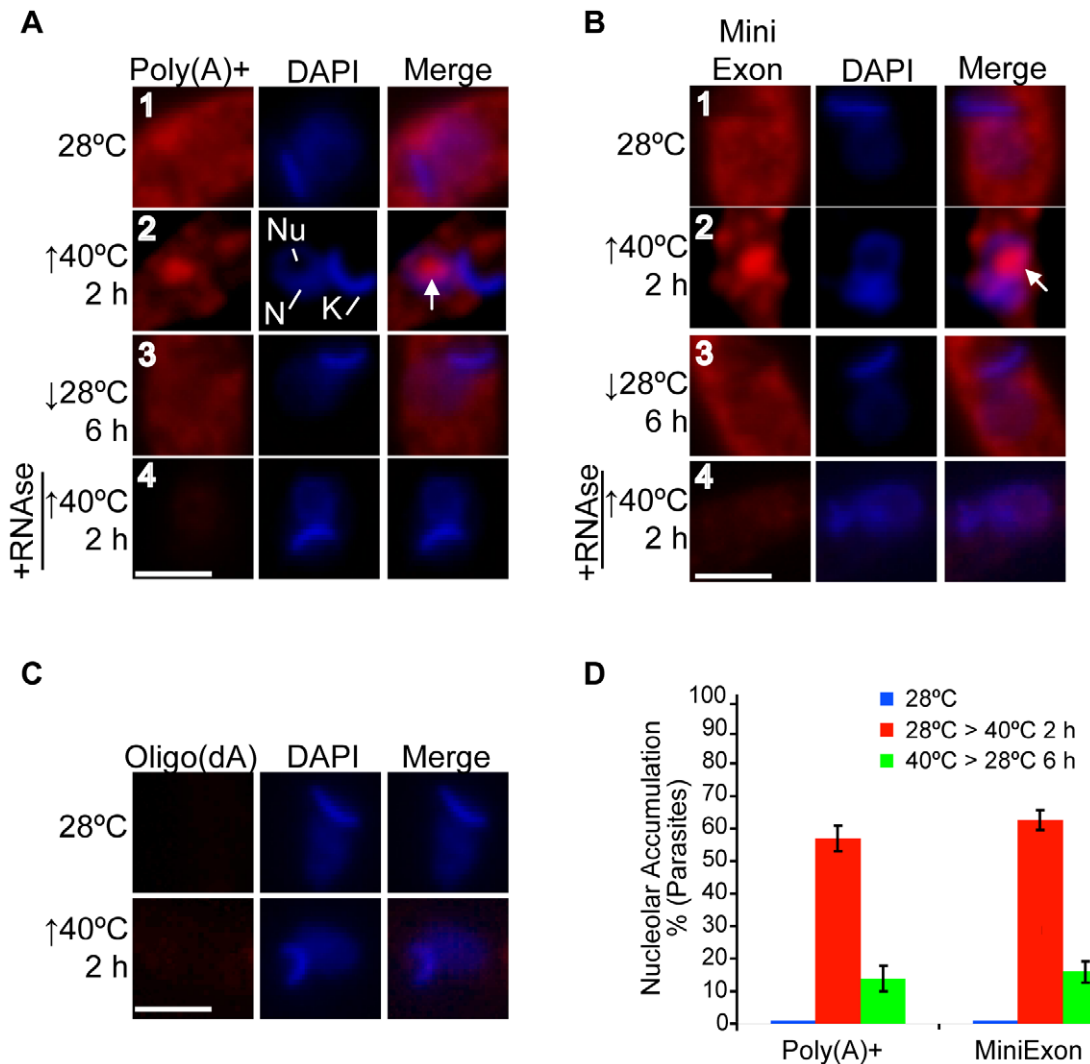 A
Poly(A)+ DAPI Merge
28ºC
1
↑40ºC
2 h
2
Nu
N
K
↓28ºC
6 h
3
+RNAse
↑40ºC
2 h
4
B
Mini
Exon DAPI Merge
28ºC
1
↑40ºC
2 h
2
↓28ºC
6 h
3
+RNAse
↑40ºC
2 h
4
C
Oligo(dA) DAPI Merge
28ºC
↑40ºC
2 h
D
Nucleolar Accumulation
% (Parasites)
100
90
80
70
60
50
40
30
20
10
0
28ºC
28ºC > 40ºC 2 h
40ºC > 28ºC 6 h
Poly(A)+ MiniExon